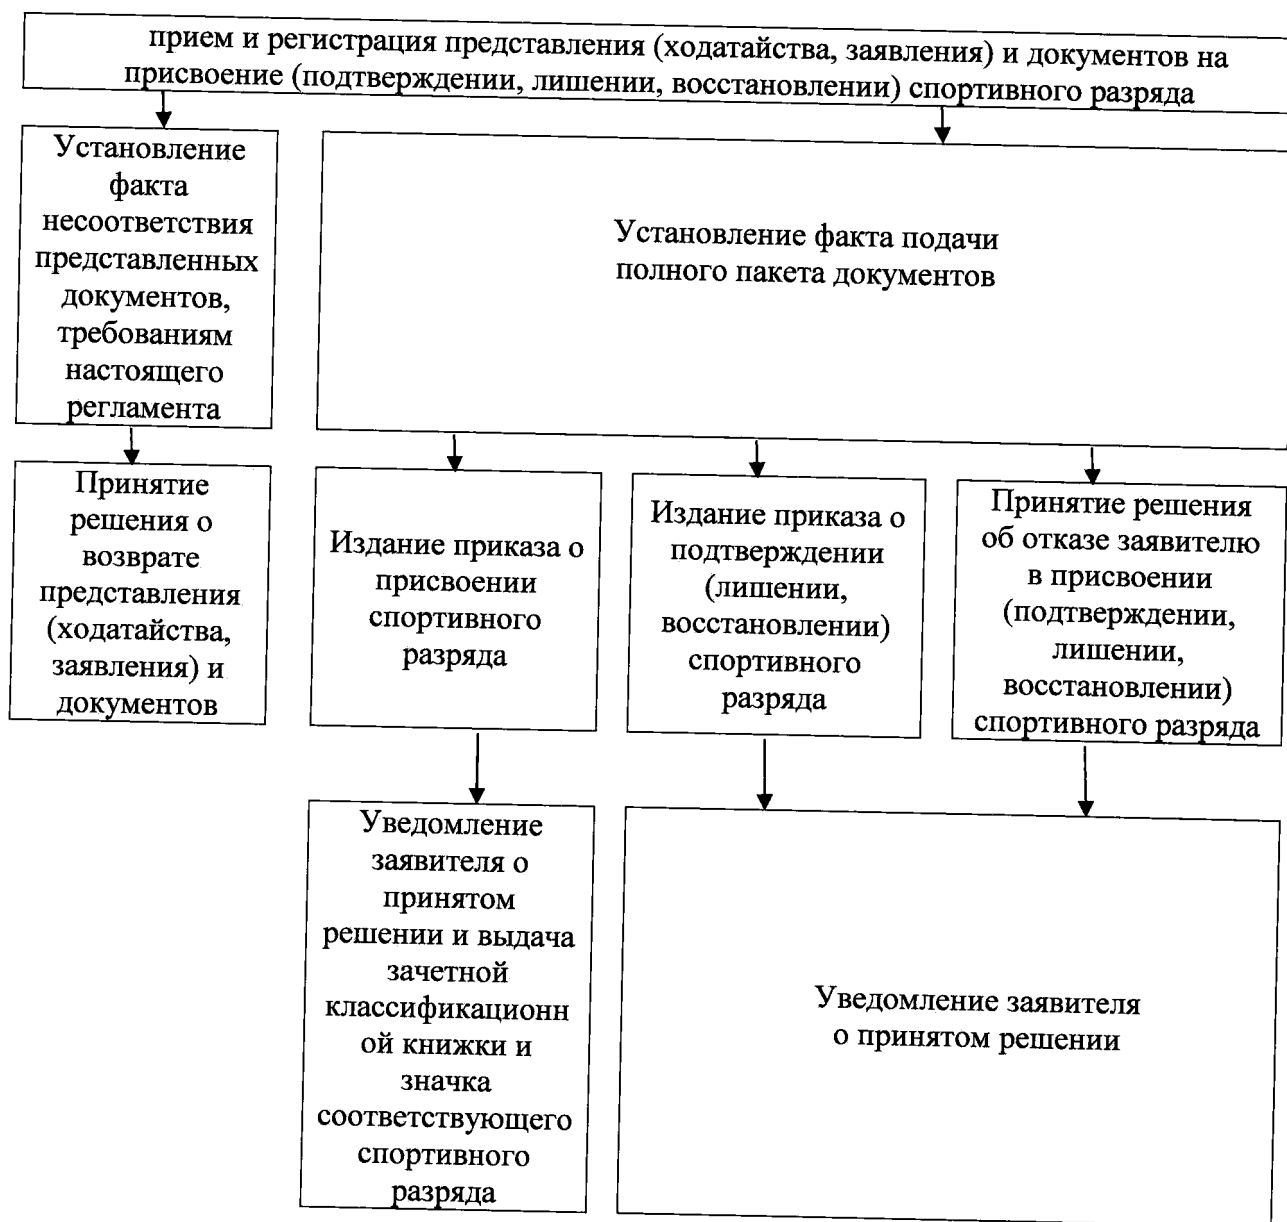 прием и регистрация представления (ходатайства, заявления) и документов на
присвоение (подтверждении, лишении, восстановлении) спортивного разряда
Установление
факта
несоответствия
представленных
документов,
требованиям
настоящего
регламента
Установление факта подачи
полного пакета документов
Принятие
решения о
возврате
представления
(ходатайства,
заявления) и
документов
Издание приказа о
присвоении
спортивного
разряда
Издание приказа о
подтверждении
(лишении,
восстановлении)
спортивного
разряда
Принятие решения
об отказе заявителю
в присвоении
(подтверждении,
лишении,
восстановлении)
спортивного разряда
Уведомление
заявителя о
принятом
решении и выдача
зачетной
классификационн
ой книжки и
значка
соответствующего
спортивного
разряда
Уведомление заявителя
о принятом решении